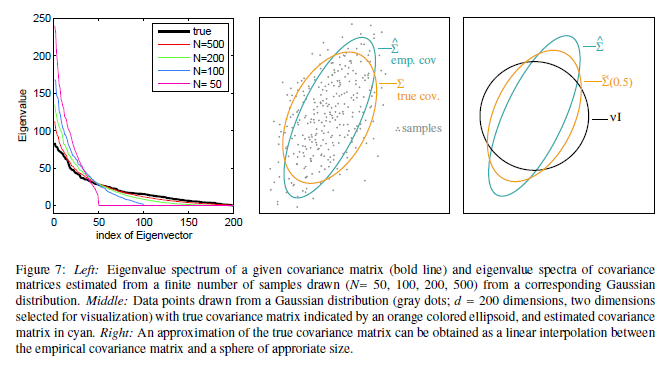 250
200
150
100
50
0
Eigenvalue
0 50 100 150 200
index of Eigenvector
true
N=500
N=200
N=100
N= 50
Σ̂
emp. cov
Σ
true cov.
samples
Σ̂
Σ̃(0.5)
νI
Figure 7: Left: Eigenvalue spectrum of a given covariance matrix (bold line) and eigenvalue spectra of covariance
matrices estimated from a finite number of samples drawn (N= 50, 100, 200, 500) from a corresponding Gaussian
distribution. Middle: Data points drawn from a Gaussian distribution (gray dots; d = 200 dimensions, two dimensions
selected for visualization) with true covariance matrix indicated by an orange colored ellipsoid, and estimated covariance
matrix in cyan. Right: An approximation of the true covariance matrix can be obtained as a linear interpolation between
the empirical covariance matrix and a sphere of approriate size.